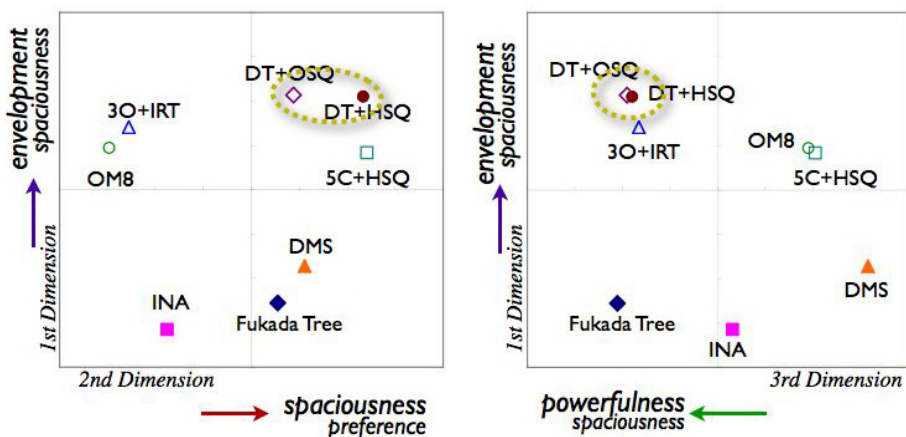 envelopment
spaciousness
1st Dimension
DT+OSQ
3O+IRT
DT+HSQ
OM8
5C+HSQ
DMS
INA
Fukada Tree
2nd Dimension
spaciousness
preference
envelopment
spaciousness
1st Dimension
DT+OSQ
DT+HSQ
3O+IRT
OM8
5C+HSQ
DMS
Fukada Tree
INA
3rd Dimension
powerfulness
spaciousness